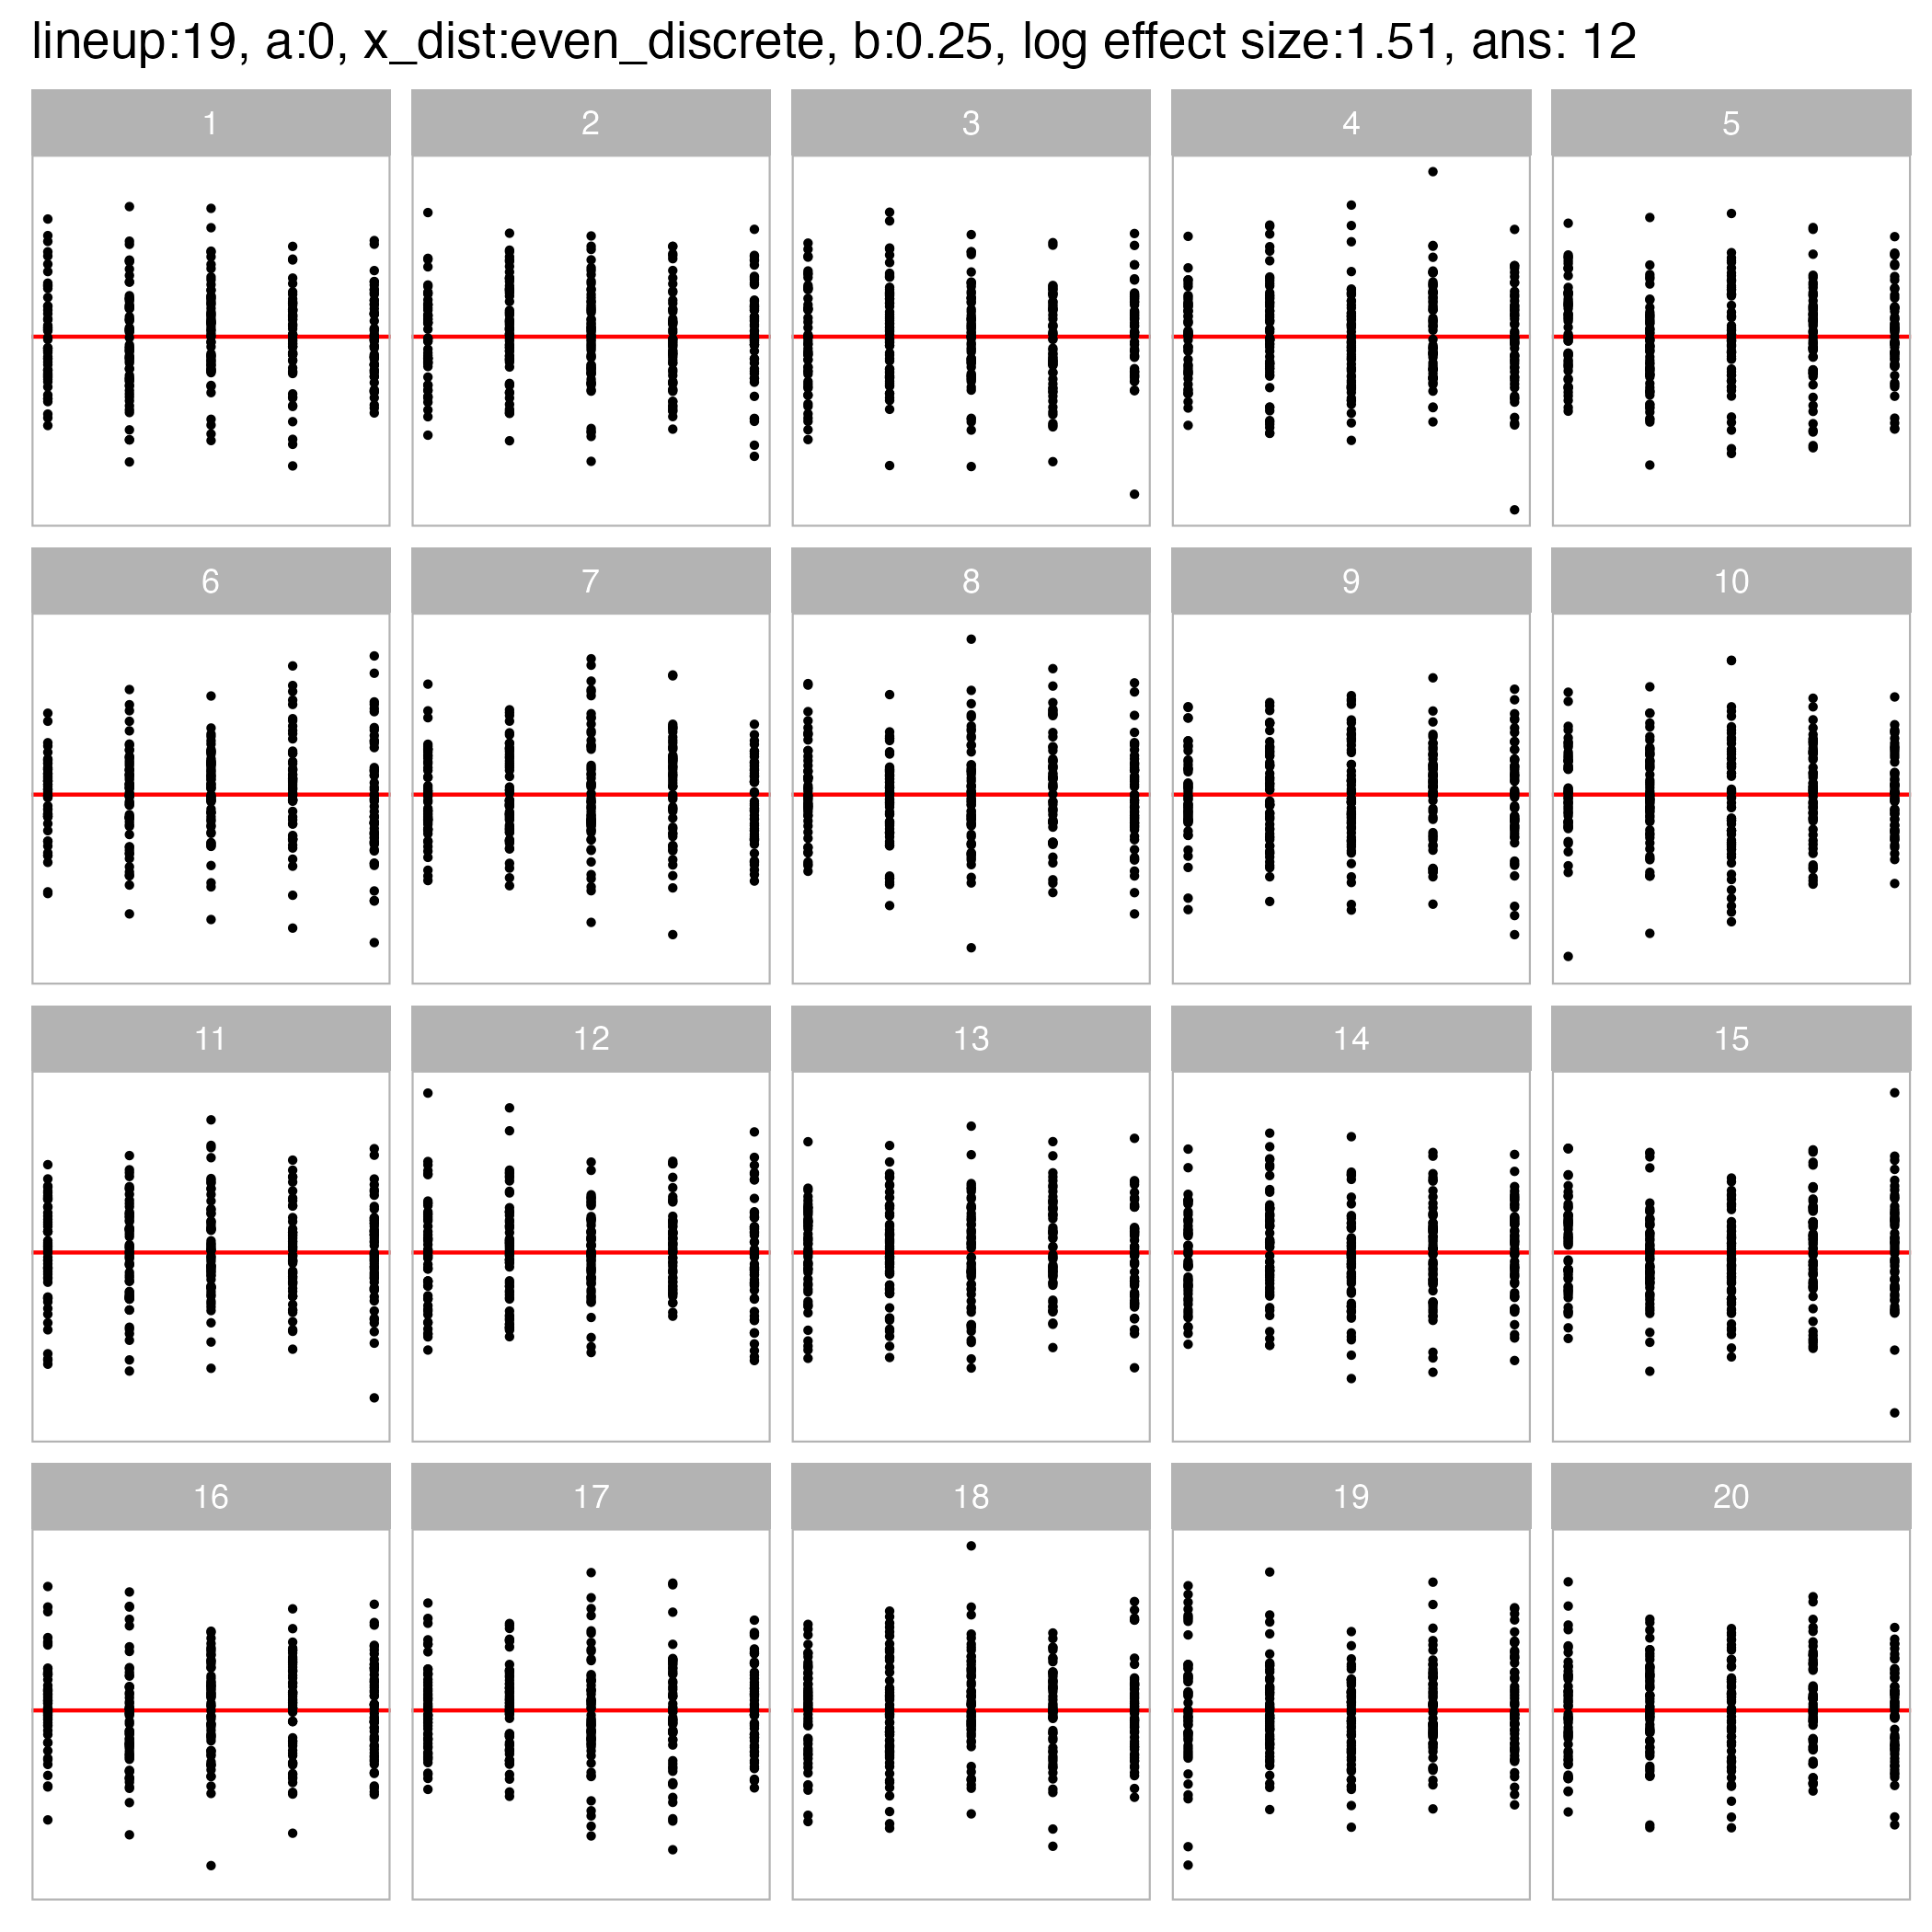 lineup:19, a:0, x_dist:even_discrete, b:0.25, log effect size:1.51, ans: 12
1 2 3 4 5
6 7 8 9 10
11 12 13 14 15
16 17 18 19 20